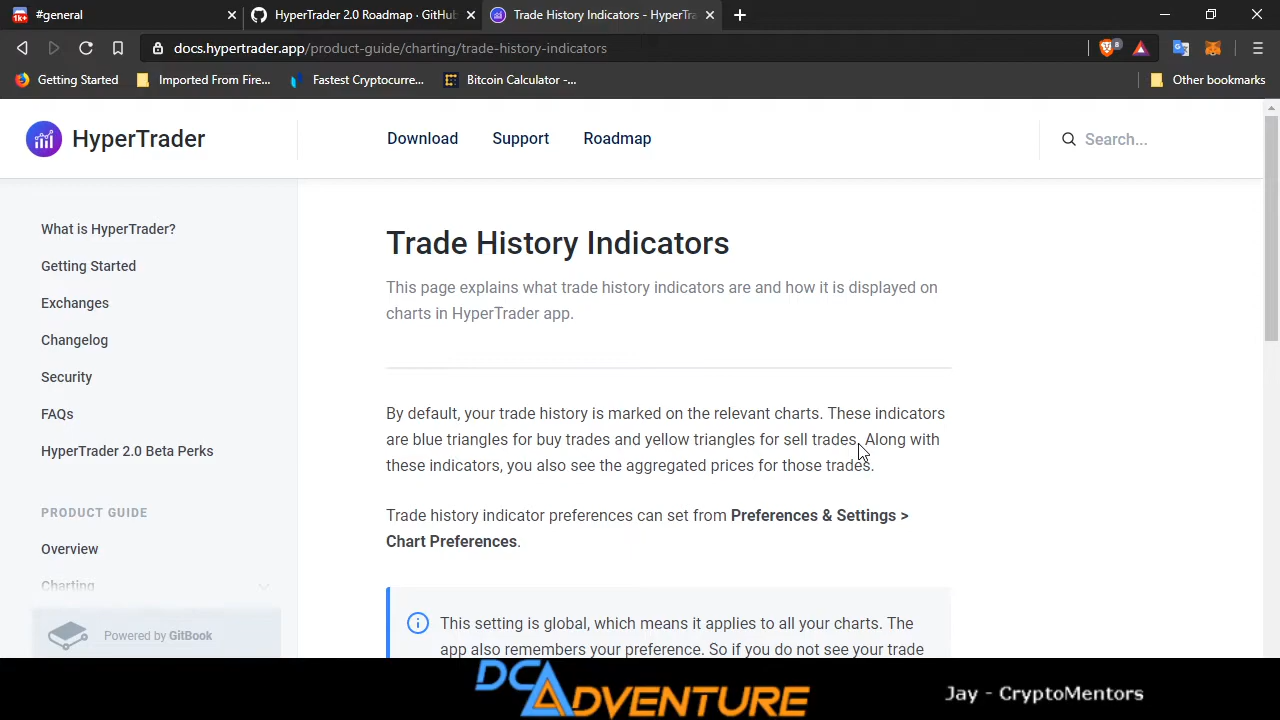 1k+
#general
HyperTrader 2.0 Roadmap · GitHub
Trade History Indicators - HyperTra
docs.hypertrader.app/product-guide/charting/trade-history-indicators
8
Getting Started
Imported From Fire...
Fastest Cryptocurre...
Bitcoin Calculator -...
Other bookmarks
HyperTrader
Download
Support
Roadmap
Search...
What is HyperTrader?
Getting Started
Exchanges
Changelog
Security
FAQs
HyperTrader 2.0 Beta Perks
PRODUCT GUIDE
Overview
Charting
Powered by GitBook
Trade History Indicators
This page explains what trade history indicators are and how it is displayed on
charts in HyperTrader app.
By default, your trade history is marked on the relevant charts. These indicators
are blue triangles for buy trades and yellow triangles for sell trades. Along with
these indicators, you also see the aggregated prices for those trades.
Trade history indicator preferences can set from Preferences & Settings >
Chart Preferences.
This setting is global, which means it applies to all your charts. The
app also remembers your preference. So if you do not see your trade
DCADVENTURE
Jay - CryptoMentors